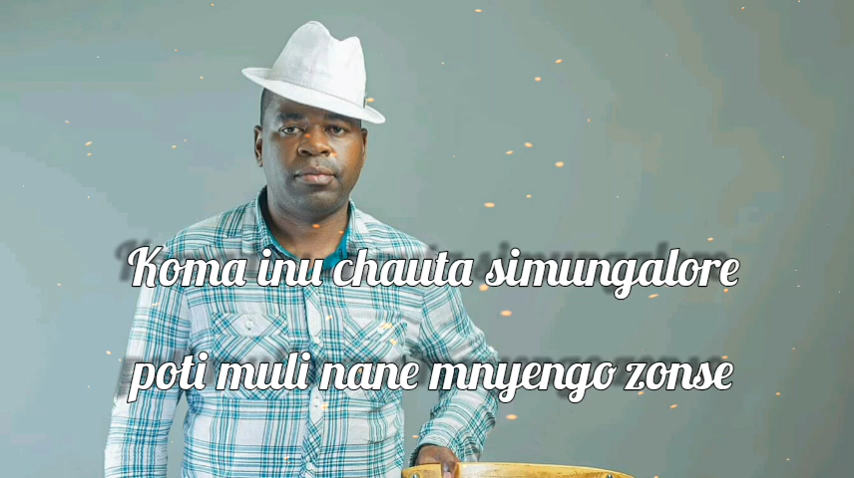 Koma inu chauta simungalore
poti muli nane mnyengo zonse